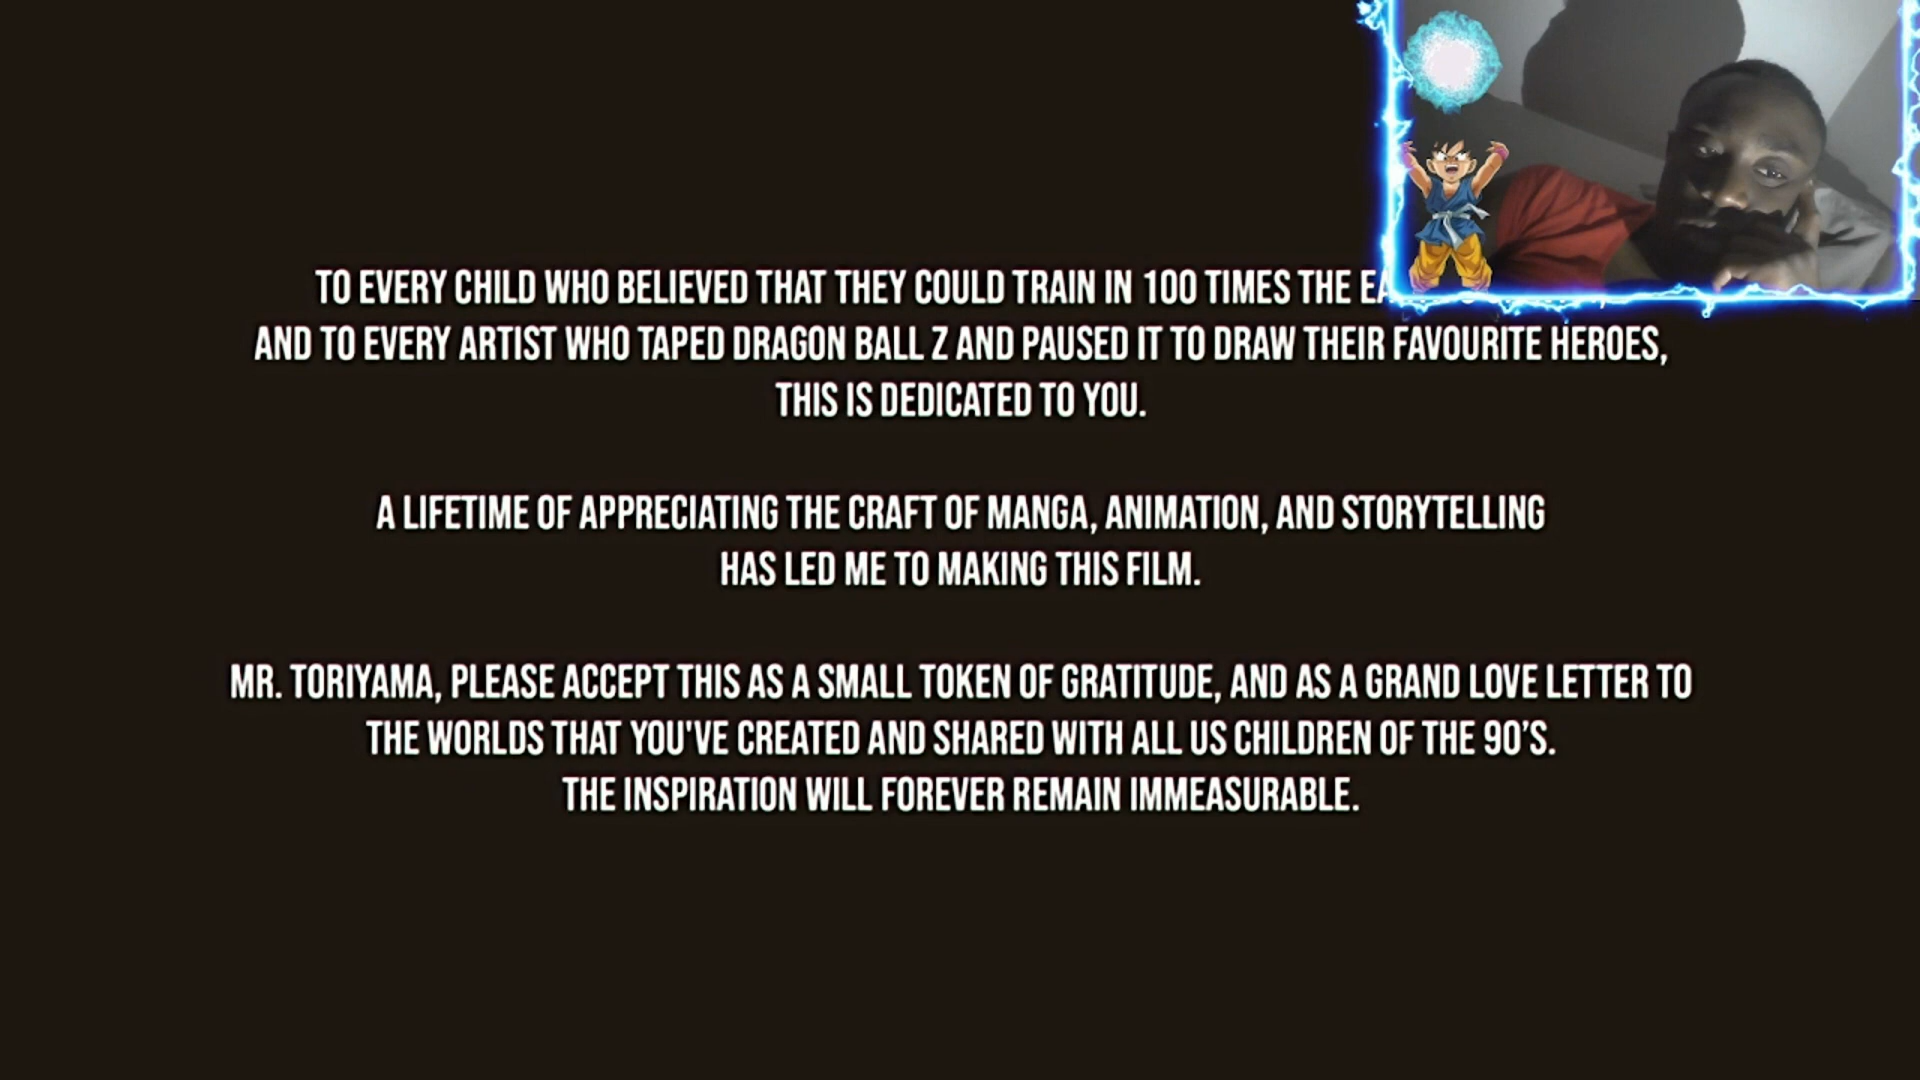 TO EVERY CHILD WHO BELIEVED THAT THEY COULD TRAIN IN 100 TIMES THE
AND TO EVERY ARTIST WHO TAPED DRAGON BALL Z AND PAUSED IT TO DRAW THEIR FAVOURITE HEROES,
THIS IS DEDICATED TO YOU.
A LIFETIME OF APPRECIATING THE CRAFT OF MANGA, ANIMATION, AND STORYTELLING
HAS LED ME TO MAKING THIS FILM.
MR. TORIYAMA, PLEASE ACCEPT THIS AS A SMALL TOKEN OF GRATITUDE, AND AS A GRAND LOVE LETTER TO
THE WORLDS THAT YOU'VE CREATED AND SHARED WITH ALL US CHILDREN OF THE 90’S.
THE INSPIRATION WILL FOREVER REMAIN IMMEASURABLE.